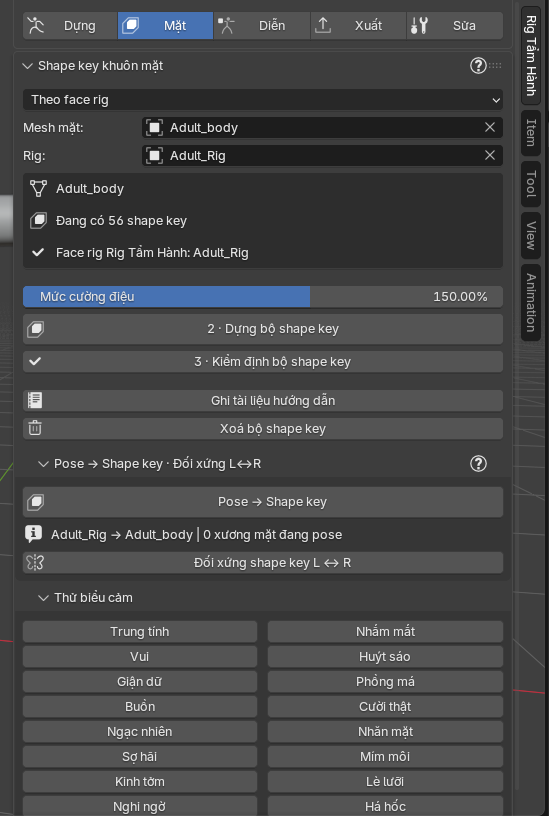 Dựng Mặt Diễn Xuất Sửa
Shape key khuôn mặt
Theo face rig
Mesh mặt: Adult_body
Rig: Adult_Rig
Adult_body
Đang có 56 shape key
Face rig Rig Tẩm Hành: Adult_Rig
Mức cường điệu 150.00%
2 · Dựng bộ shape key
3 · Kiểm định bộ shape key
Ghi tài liệu hướng dẫn
Xoá bộ shape key
Pose → Shape key · Đối xứng L↔R
Pose → Shape key
Adult_Rig → Adult_body | 0 xương mặt đang pose
Đối xứng shape key L ↔ R
Thử biểu cảm
Trung tính Nhắm mắt
Vui Huýt sáo
Giận dữ Phồng má
Buồn Cười thật
Ngạc nhiên Nhăn mặt
Sợ hãi Mím môi
Kinh tởm Lè lưỡi
Nghi ngờ Há hốc
Rig Tẩm Hành
Item
Tool
View
Animation